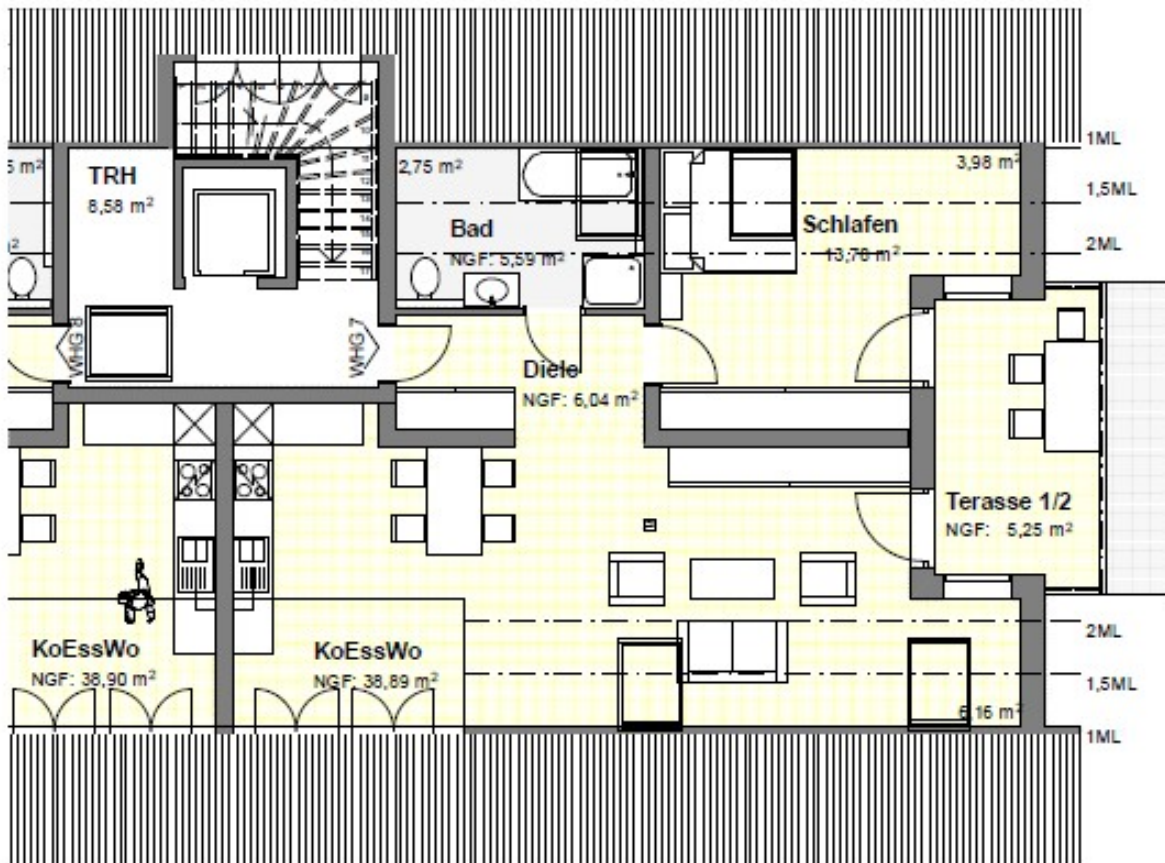 1ML
5 m²
TRH
8,58 m²
2,75 m²
3,98 m²
1,5ML
Bad
NGF: 5,59 m²
Schlafen
13,78 m²
2ML
WHG 8
WHG 7
Diele
NGF: 6,04 m²
Terasse 1/2
NGF: 5,25 m²
KoEssWo
NGF: 38,90 m²
KoEssWo
NGF: 38,89 m²
2ML
1,5ML
6,16 m²
1ML